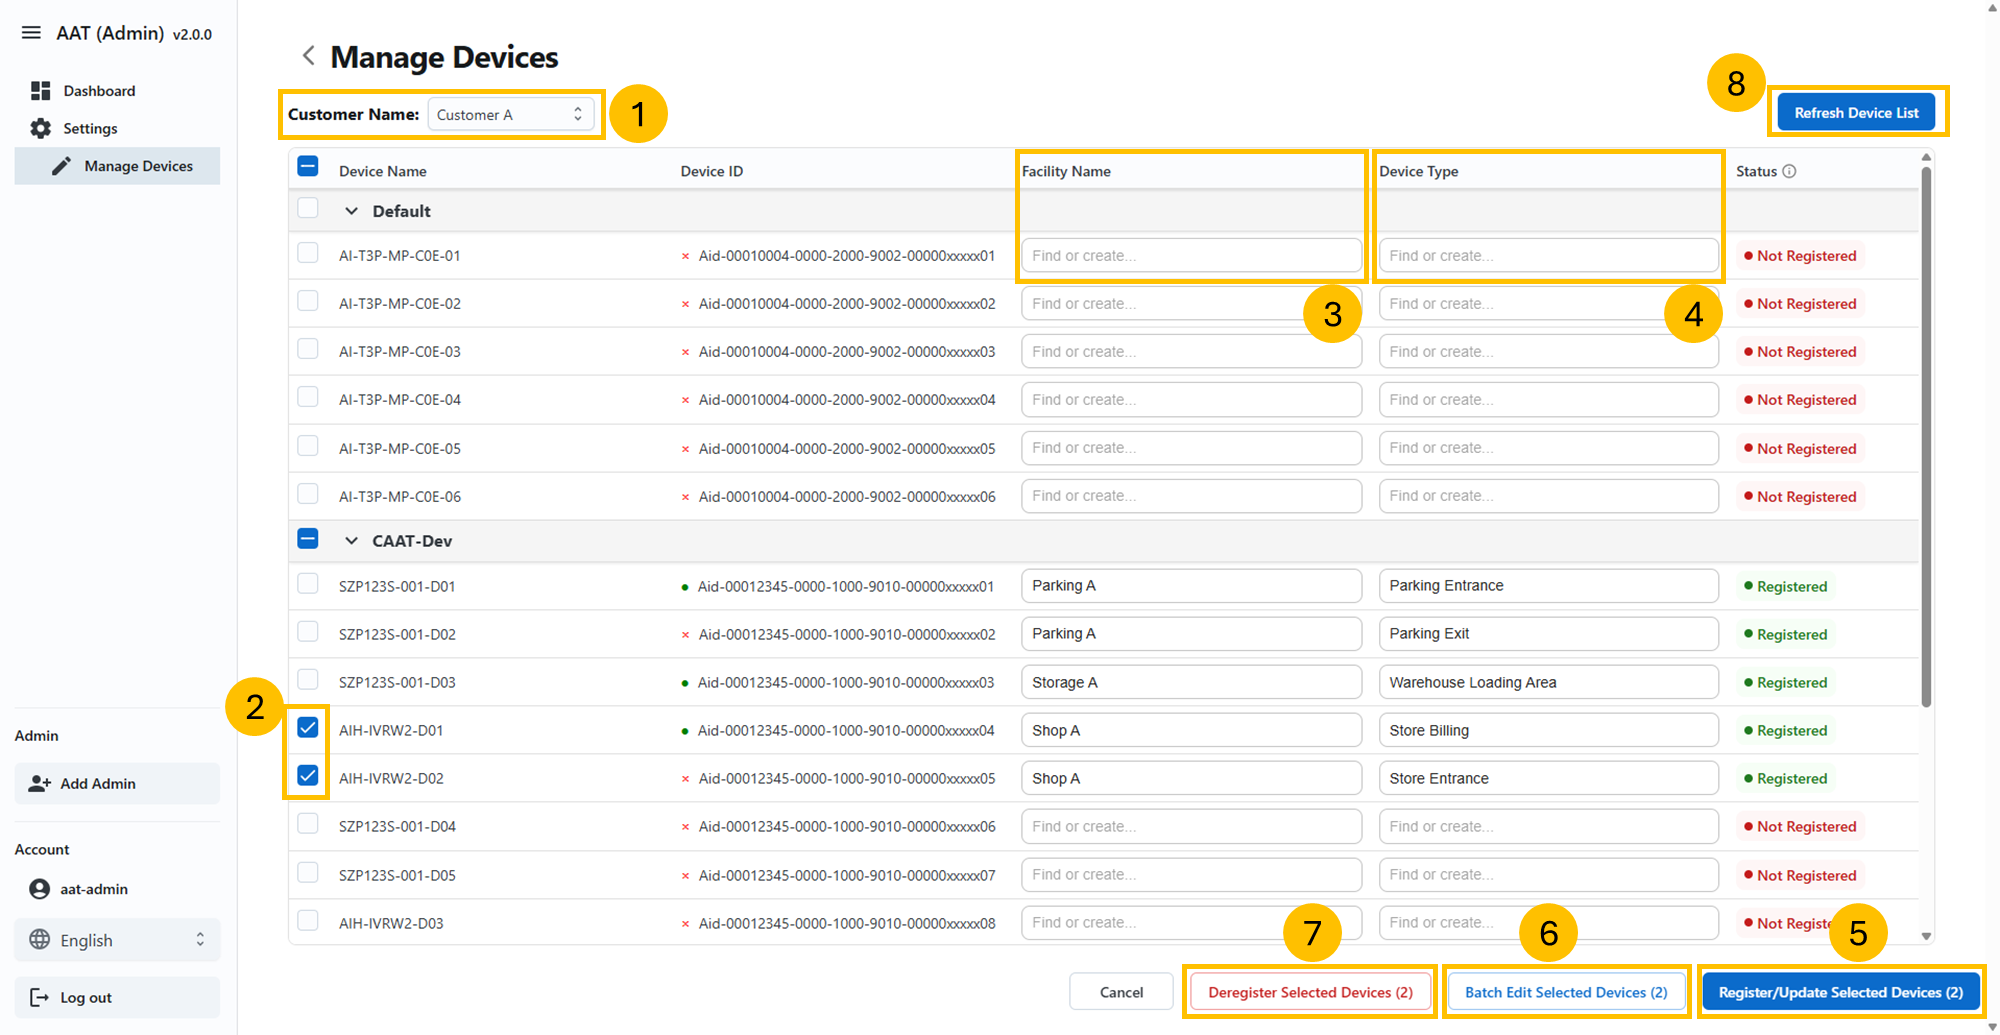 AAT (Admin) v2.0.0
Dashboard
Settings
Manage Devices
Admin
Add Admin
Account
aat-admin
English
Log out
Manage Devices
Customer Name: Customer A
1
8
Refresh Device List
Device Name Device ID Facility Name Device Type Status
Default
AI-T3P-MP-C0E-01 Aid-00010004-0000-2000-9002-00000xxxxx01 Find or create... Find or create... Not Registered
AI-T3P-MP-C0E-02 Aid-00010004-0000-2000-9002-00000xxxxx02 Find or create... Find or create... Not Registered
3
4
AI-T3P-MP-C0E-03 Aid-00010004-0000-2000-9002-00000xxxxx03 Find or create... Find or create... Not Registered
AI-T3P-MP-C0E-04 Aid-00010004-0000-2000-9002-00000xxxxx04 Find or create... Find or create... Not Registered
AI-T3P-MP-C0E-05 Aid-00010004-0000-2000-9002-00000xxxxx05 Find or create... Find or create... Not Registered
AI-T3P-MP-C0E-06 Aid-00010004-0000-2000-9002-00000xxxxx06 Find or create... Find or create... Not Registered
CAAT-Dev
SZP123S-001-D01 Aid-00012345-0000-1000-9010-00000xxxxx01 Parking A Parking Entrance Registered
SZP123S-001-D02 Aid-00012345-0000-1000-9010-00000xxxxx02 Parking A Parking Exit Registered
SZP123S-001-D03 Aid-00012345-0000-1000-9010-00000xxxxx03 Storage A Warehouse Loading Area Registered
2
AIH-IVRW2-D01 Aid-00012345-0000-1000-9010-00000xxxxx04 Shop A Store Billing Registered
AIH-IVRW2-D02 Aid-00012345-0000-1000-9010-00000xxxxx05 Shop A Store Entrance Registered
SZP123S-001-D04 Aid-00012345-0000-1000-9010-00000xxxxx06 Find or create... Find or create... Not Registered
SZP123S-001-D05 Aid-00012345-0000-1000-9010-00000xxxxx07 Find or create... Find or create... Not Registered
AIH-IVRW2-D03 Aid-00012345-0000-1000-9010-00000xxxxx08 Find or create... Find or create... Not Registe
7
6
5
Cancel
Deregister Selected Devices (2)
Batch Edit Selected Devices (2)
Register/Update Selected Devices (2)